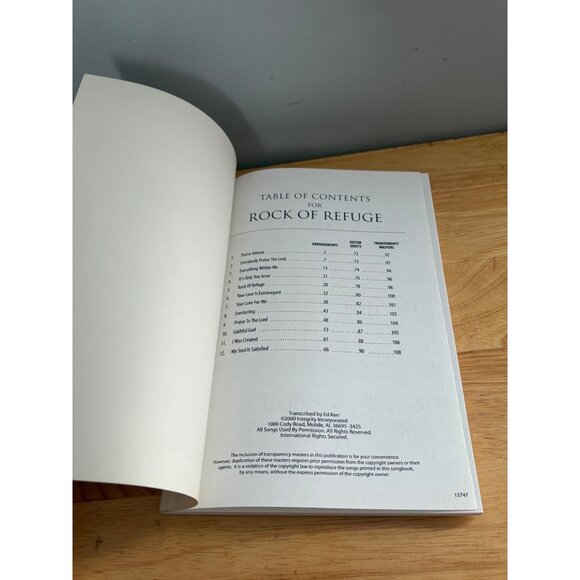 TABLE OF CONTENTS
FOR
ROCK OF REFUGE
ARRANGEMENTS GUITAR SHEETS TRANSPARENCY MASTERS
1. Praise Adonai .2 .72 .92
2. Everybody Praise The Lord .7 .73 .93
3. Everything Within Me .13 .74 .94
4. It's Only You Jesus .21 .76 .96
5. Rock Of Refuge .28 .78 .98
6. Your Love Is Extravagant .32 .80 .100
7. Your Love For Me .38 .82 .101
8. Everlasting .43 .84 .103
9. Praise To The Lord .48 .86 .104
10. Faithful God .53 .88 .105
11. I Was Created .61 .88 .106
12. My Soul Is Satisfied .66 .90 .108
Transcribed by Ed Kerr
©2000 Integrity Incorporated
1000 Cody Road, Mobile, AL 36695 -3425
All Songs Used By Permission. All Rights Reserved.
International Rights Secured.
The inclusion of transparency masters in this publication is for your convenience.
However, duplication of these masters requires prior permission from the copyright owners or their
agents. It is a violation of the copyright law to reproduce the songs printed in this songbook,
by any means, without the express permission of the copyright owner.
15747